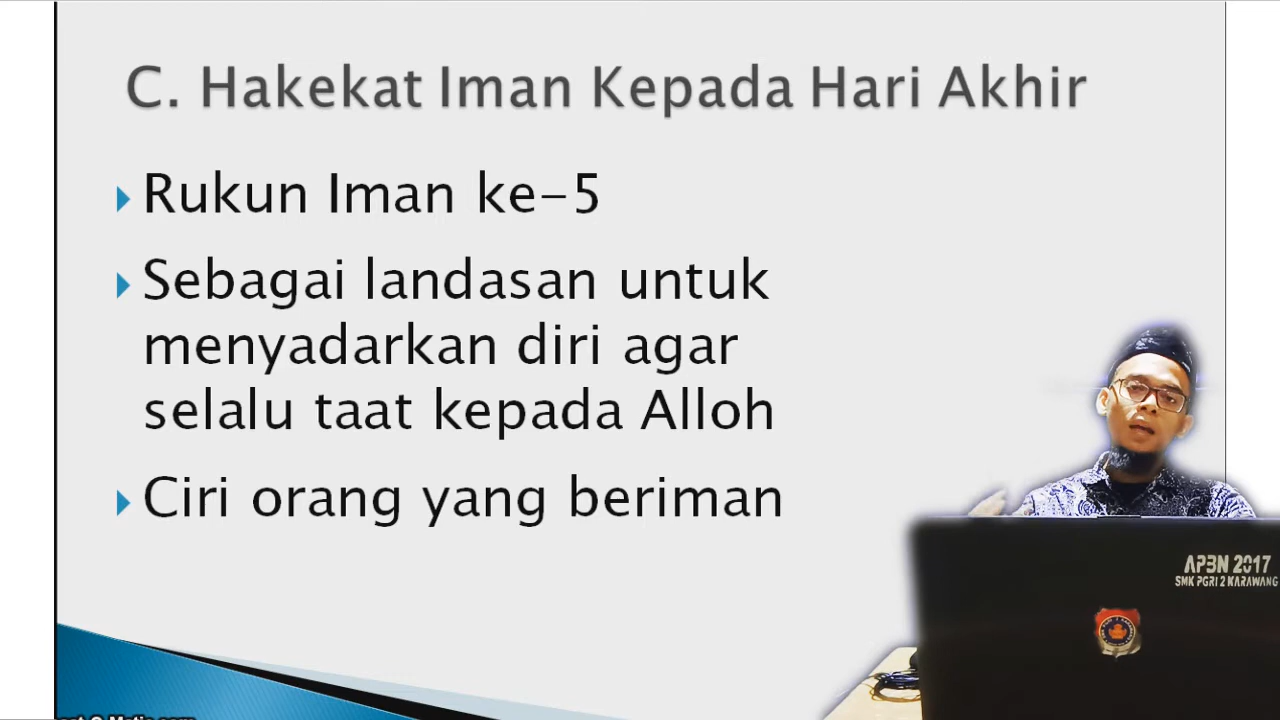 C. Hakekat Iman Kepada Hari Akhir
Rukun Iman ke-5
Sebagai landasan untuk
menyadarkan diri agar
selalu taat kepada Alloh
Ciri orang yang beriman
APBN 2017
SMK PGRI 2 KARAWANG